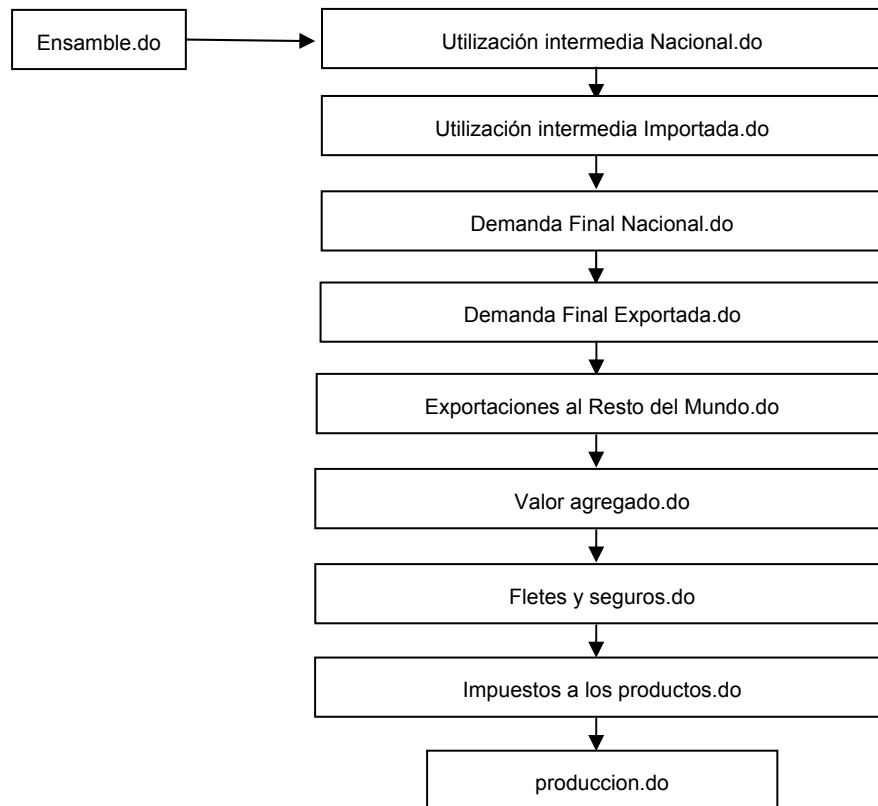 Ensamble.do
Utilización intermedia Nacional.do
Utilización intermedia Importada.do
Demanda Final Nacional.do
Demanda Final Exportada.do
Exportaciones al Resto del Mundo.do
Valor agregado.do
Fletes y seguros.do
Impuestos a los productos.do
produccion.do